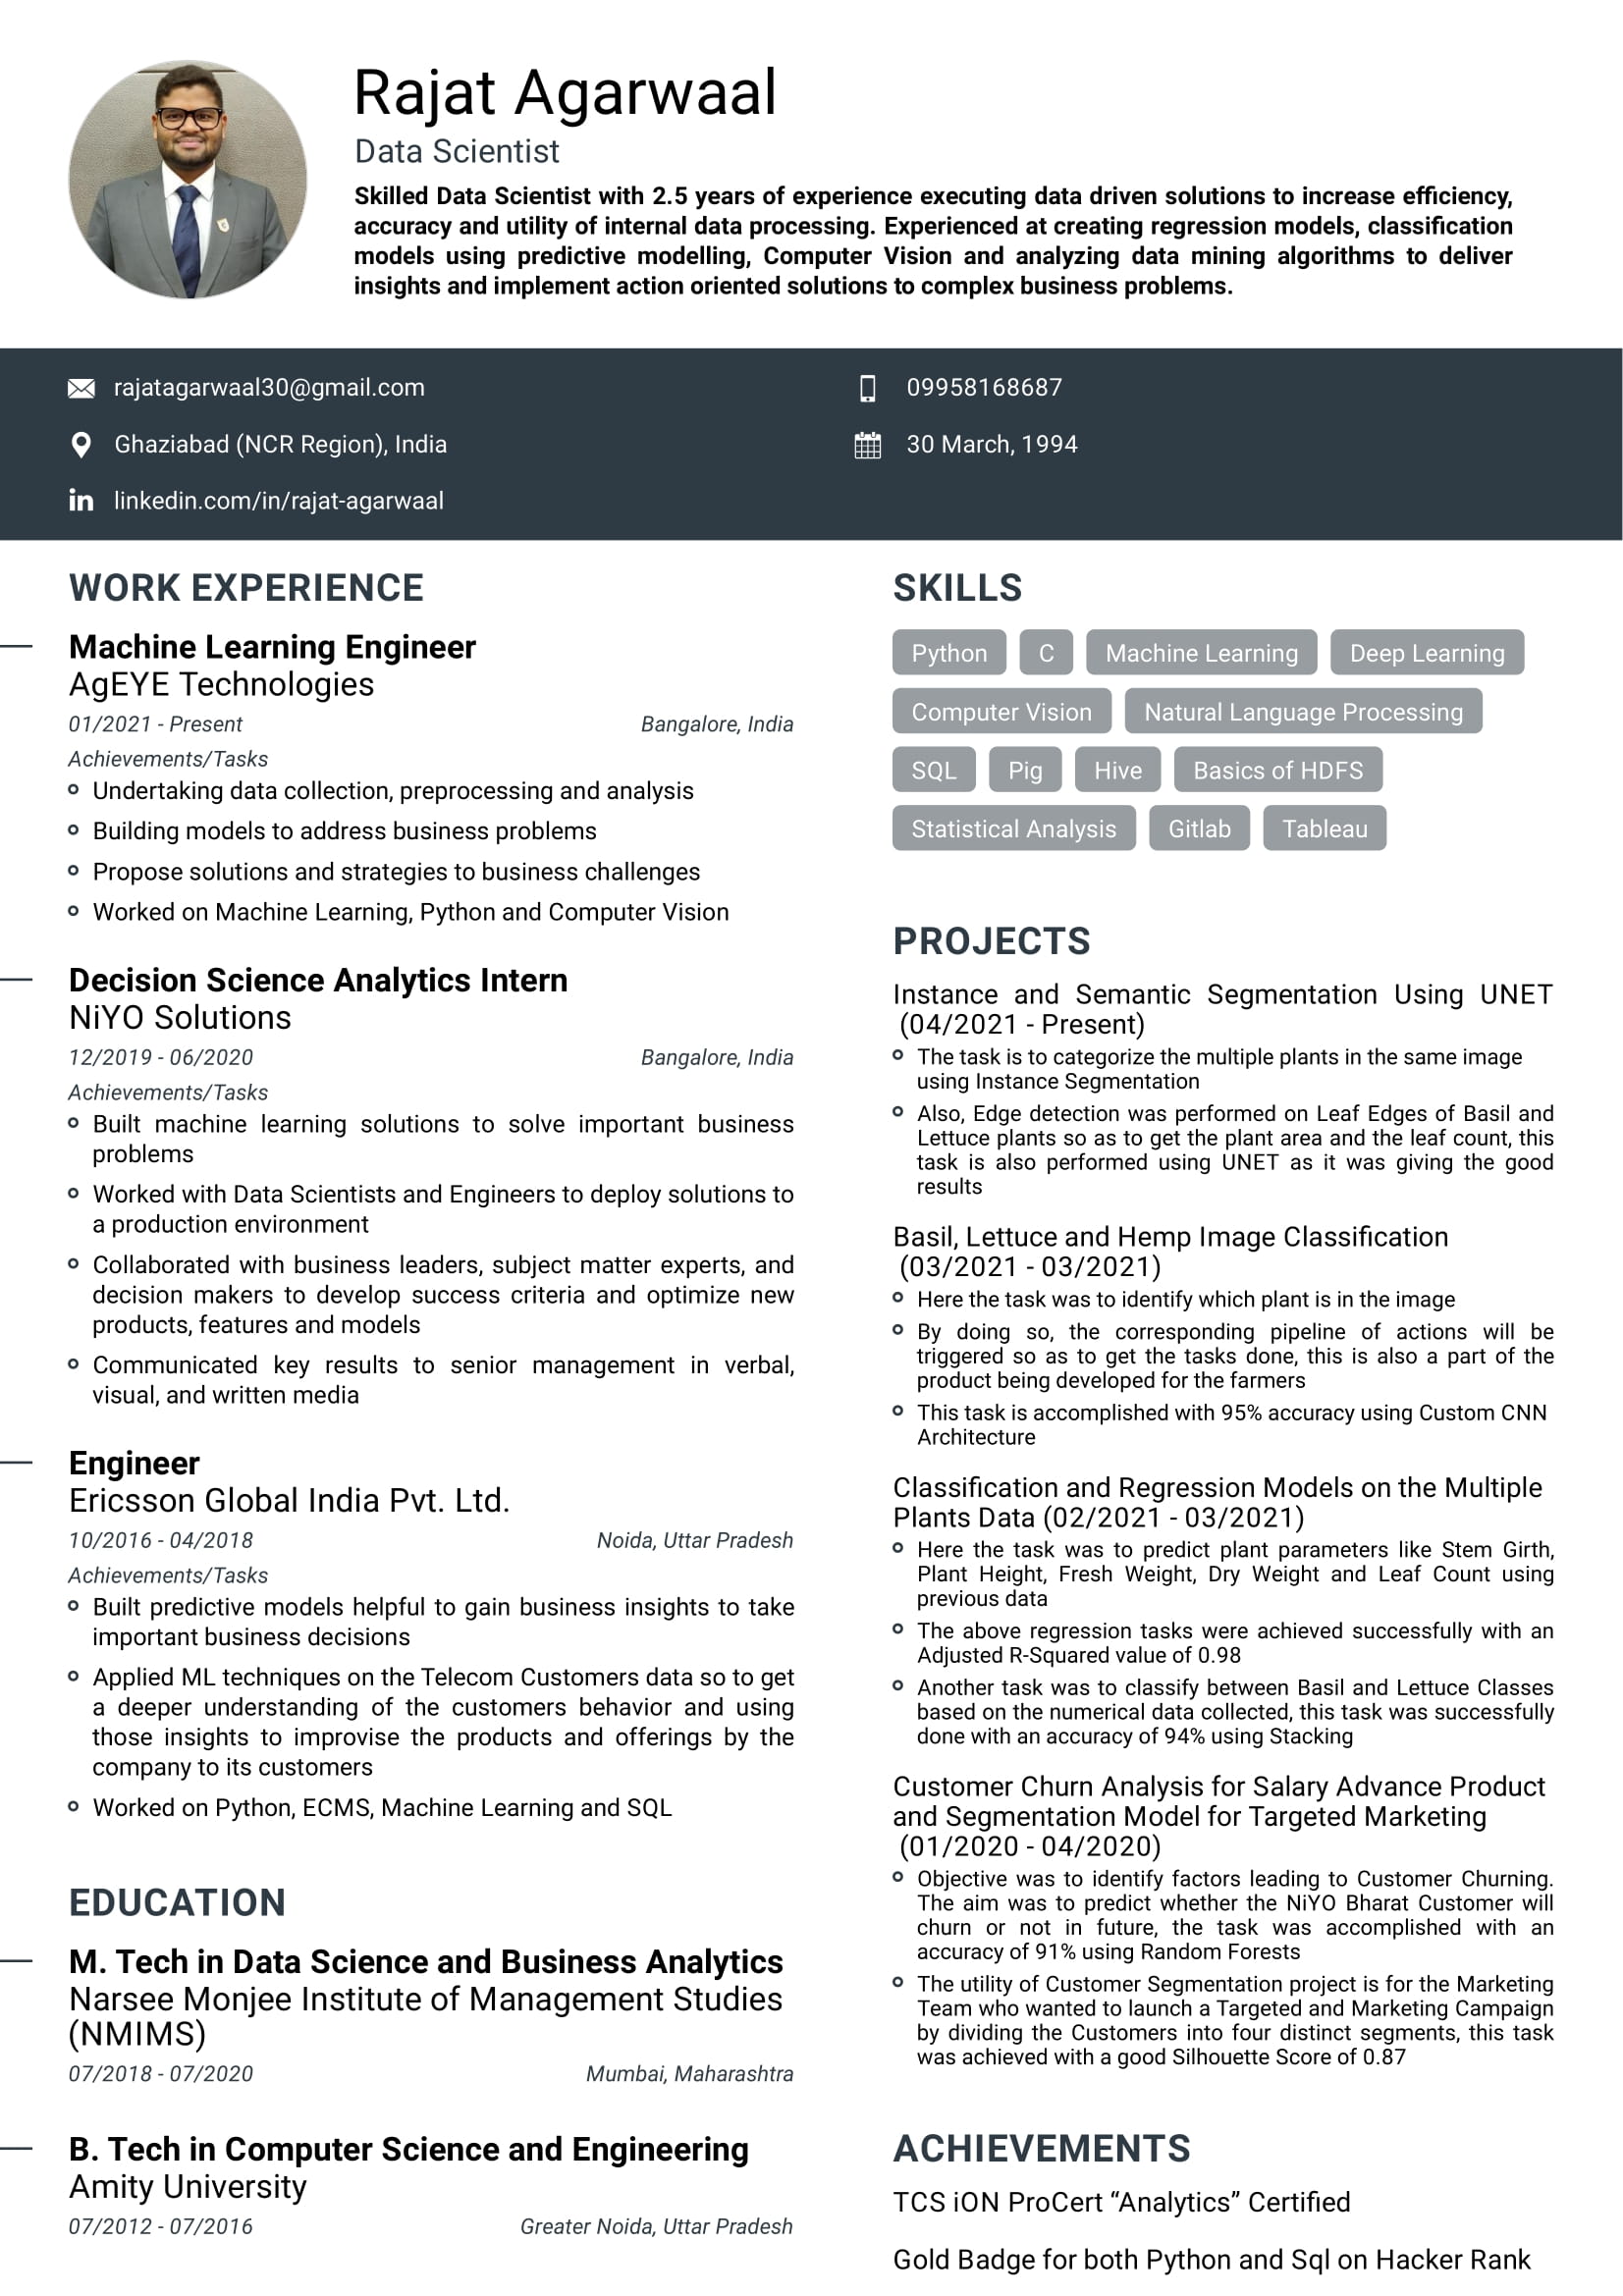 Rajat Agarwaal
Data Scientist
Skilled Data Scientist with 2.5 years of experience executing data driven solutions to increase efficiency,
accuracy and utility of internal data processing. Experienced at creating regression models, classification
models using predictive modelling, Computer Vision and analyzing data mining algorithms to deliver
insights and implement action oriented solutions to complex business problems.
rajatagarwaal30@gmail.com
09958168687
Ghaziabad (NCR Region), India
30 March, 1994
linkedin.com/in/rajat-agarwaal
WORK EXPERIENCE
Machine Learning Engineer
AgEYE Technologies
01/2021 - Present
Bangalore, India
Achievements/Tasks
Undertaking data collection, preprocessing and analysis
Building models to address business problems
Propose solutions and strategies to business challenges
Worked on Machine Learning, Python and Computer Vision
Decision Science Analytics Intern
NiYO Solutions
12/2019 - 06/2020
Bangalore, India
Achievements/Tasks
Built machine learning solutions to solve important business
problems
Worked with Data Scientists and Engineers to deploy solutions to
a production environment
Collaborated with business leaders, subject matter experts, and
decision makers to develop success criteria and optimize new
products, features and models
Communicated key results to senior management in verbal,
visual, and written media
Engineer
Ericsson Global India Pvt. Ltd.
10/2016 - 04/2018
Noida, Uttar Pradesh
Achievements/Tasks
Built predictive models helpful to gain business insights to take
important business decisions
Applied ML techniques on the Telecom Customers data so to get
a deeper understanding of the customers behavior and using
those insights to improvise the products and offerings by the
company to its customers
Worked on Python, ECMS, Machine Learning and SQL
EDUCATION
M. Tech in Data Science and Business Analytics
Narsee Monjee Institute of Management Studies
(NMIMS)
07/2018 - 07/2020
Mumbai, Maharashtra
B. Tech in Computer Science and Engineering
Amity University
07/2012 - 07/2016
Greater Noida, Uttar Pradesh
SKILLS
Python C Machine Learning Deep Learning
Computer Vision Natural Language Processing
SQL Pig Hive Basics of HDFS
Statistical Analysis Gitlab Tableau
PROJECTS
Instance and Semantic Segmentation Using UNET
(04/2021 - Present)
The task is to categorize the multiple plants in the same image
using Instance Segmentation
Also, Edge detection was performed on Leaf Edges of Basil and
Lettuce plants so as to get the plant area and the leaf count, this
task is also performed using UNET as it was giving the good
results
Basil, Lettuce and Hemp Image Classification
(03/2021 - 03/2021)
Here the task was to identify which plant is in the image
By doing so, the corresponding pipeline of actions will be
triggered so as to get the tasks done, this is also a part of the
product being developed for the farmers
This task is accomplished with 95% accuracy using Custom CNN
Architecture
Classification and Regression Models on the Multiple
Plants Data (02/2021 - 03/2021)
Here the task was to predict plant parameters like Stem Girth,
Plant Height, Fresh Weight, Dry Weight and Leaf Count using
previous data
The above regression tasks were achieved successfully with an
Adjusted R-Squared value of 0.98
Another task was to classify between Basil and Lettuce Classes
based on the numerical data collected, this task was successfully
done with an accuracy of 94% using Stacking
Customer Churn Analysis for Salary Advance Product
and Segmentation Model for Targeted Marketing
(01/2020 - 04/2020)
Objective was to identify factors leading to Customer Churning.
The aim was to predict whether the NiYO Bharat Customer will
churn or not in future, the task was accomplished with an
accuracy of 91% using Random Forests
The utility of Customer Segmentation project is for the Marketing
Team who wanted to launch a Targeted and Marketing Campaign
by dividing the Customers into four distinct segments, this task
was achieved with a good Silhouette Score of 0.87
ACHIEVEMENTS
TCS iON ProCert “Analytics” Certified
Gold Badge for both Python and Sql on Hacker Rank